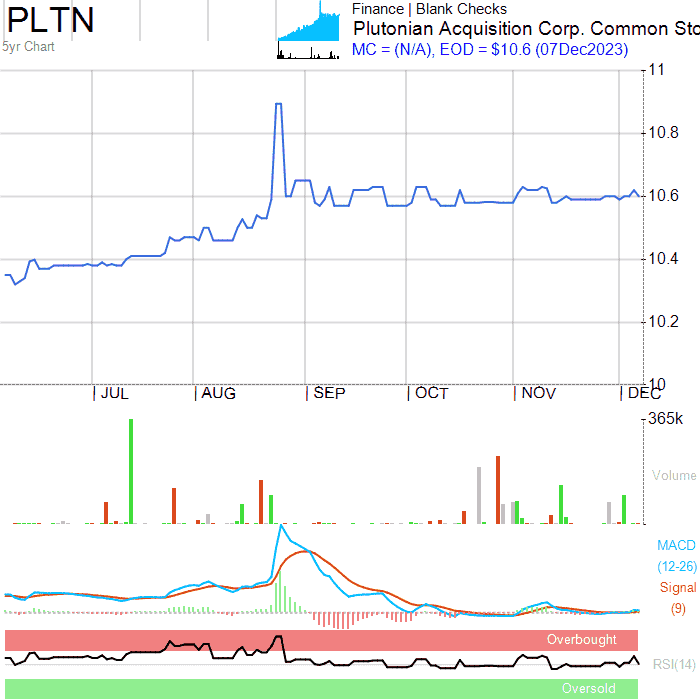 PLTN
5yr Chart
Finance | Blank Checks
Plutonian Acquisition Corp. Common Sto
MC = (N/A), EOD = $10.6 (07Dec2023)
11
10.8
10.6
10.4
10.2
10
JUL AUG SEP OCT NOV DEC
365k
Volume
MACD
(12-26)
Signal
(9)
Overbought
RSI(14)
Oversold